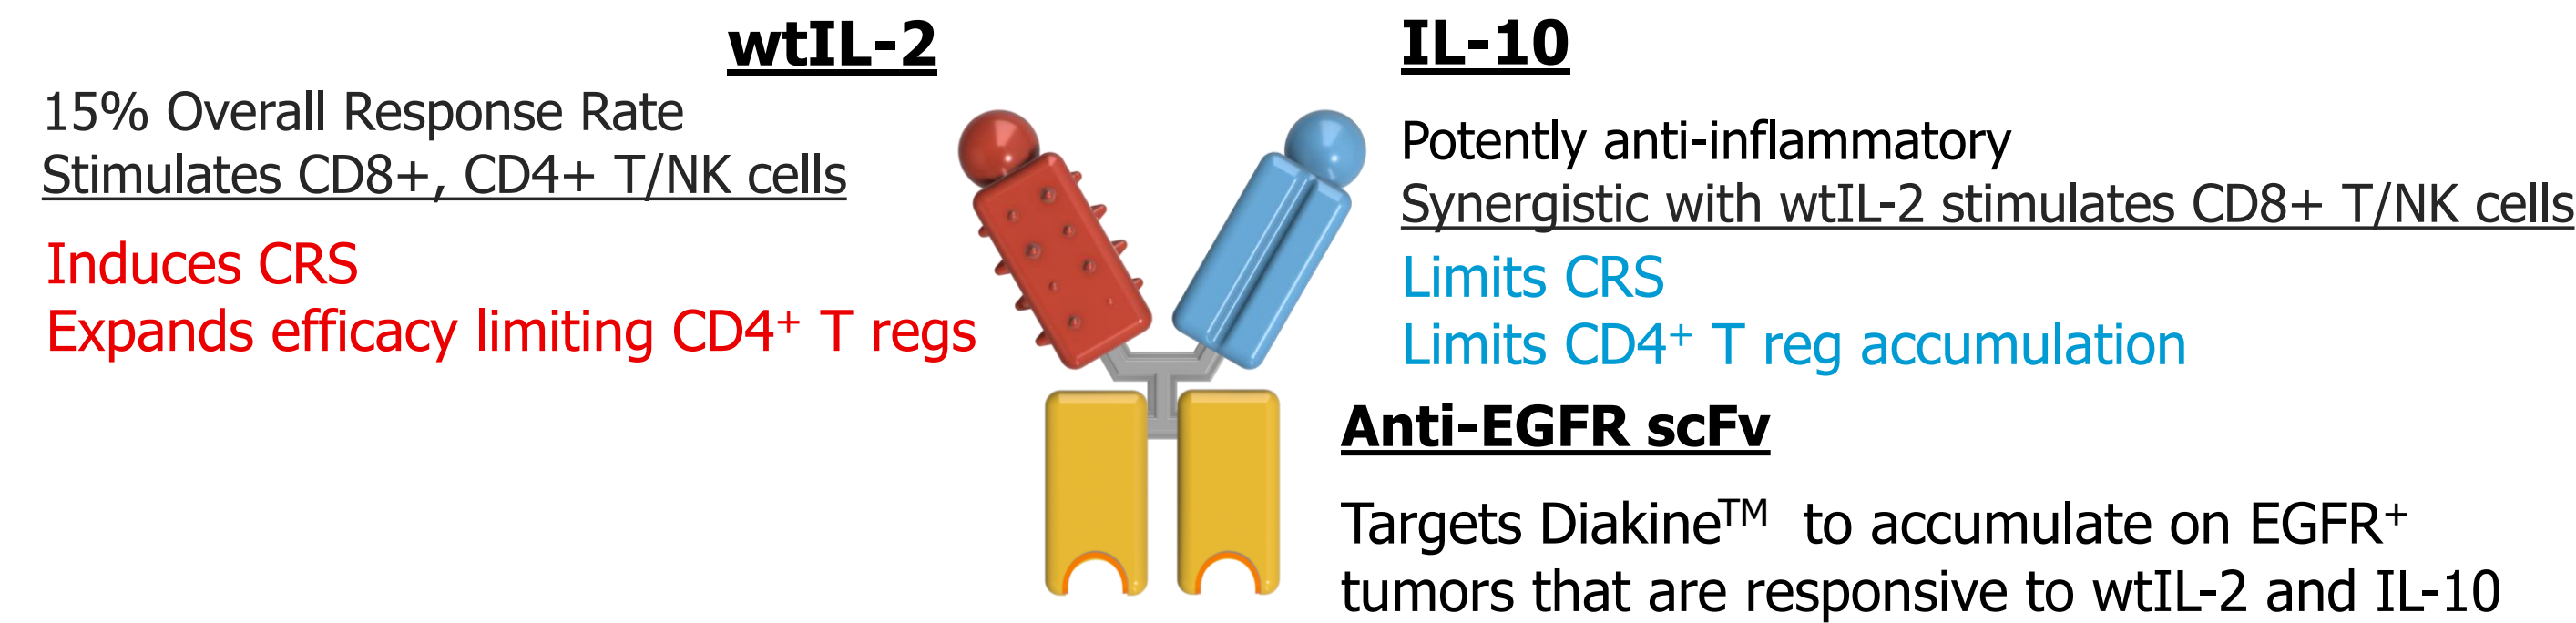 wtIL-2
15% Overall Response Rate
Stimulates CD8+, CD4+ T/NK cells
Induces CRS
Expands efficacy limiting CD4⁺ T regs
IL-10
Potently anti-inflammatory
Synergistic with wtIL-2 stimulates CD8+ T/NK cells
Limits CRS
Limits CD4⁺ T reg accumulation
Anti-EGFR scFv
Targets Diakine™ to accumulate on EGFR⁺
tumors that are responsive to wtIL-2 and IL-10